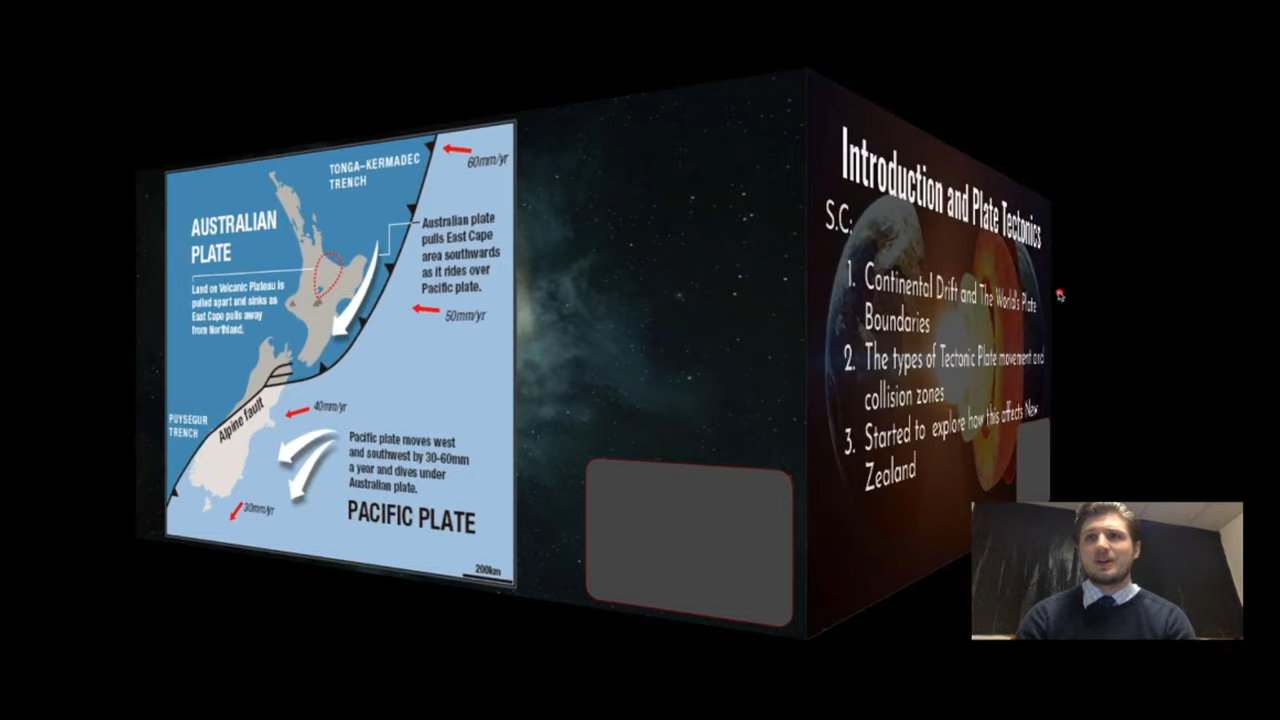 TONGA–KERMADEC
TRENCH
60mm/yr
AUSTRALIAN
PLATE
Australian plate
pulls East Cape
area southwards
as it rides over
Pacific plate.
Land on Volcanic Plateau is
pulled apart and sinks as
East Cape pulls away
from Northland.
50mm/yr
40mm/yr
PUYSEGUR
TRENCH
Alpine fault
Pacific plate moves west
and southwest by 30-60mm
a year and dives under
Australian plate.
30mm/yr
PACIFIC PLATE
200km
Introduction and Plate Tectonics
S.C:
1. Continental Drift and The World's Plate
Boundaries
2. The types of Tectonic Plate movement and
collision zones
3. Started to explore how this affects New
Zealand